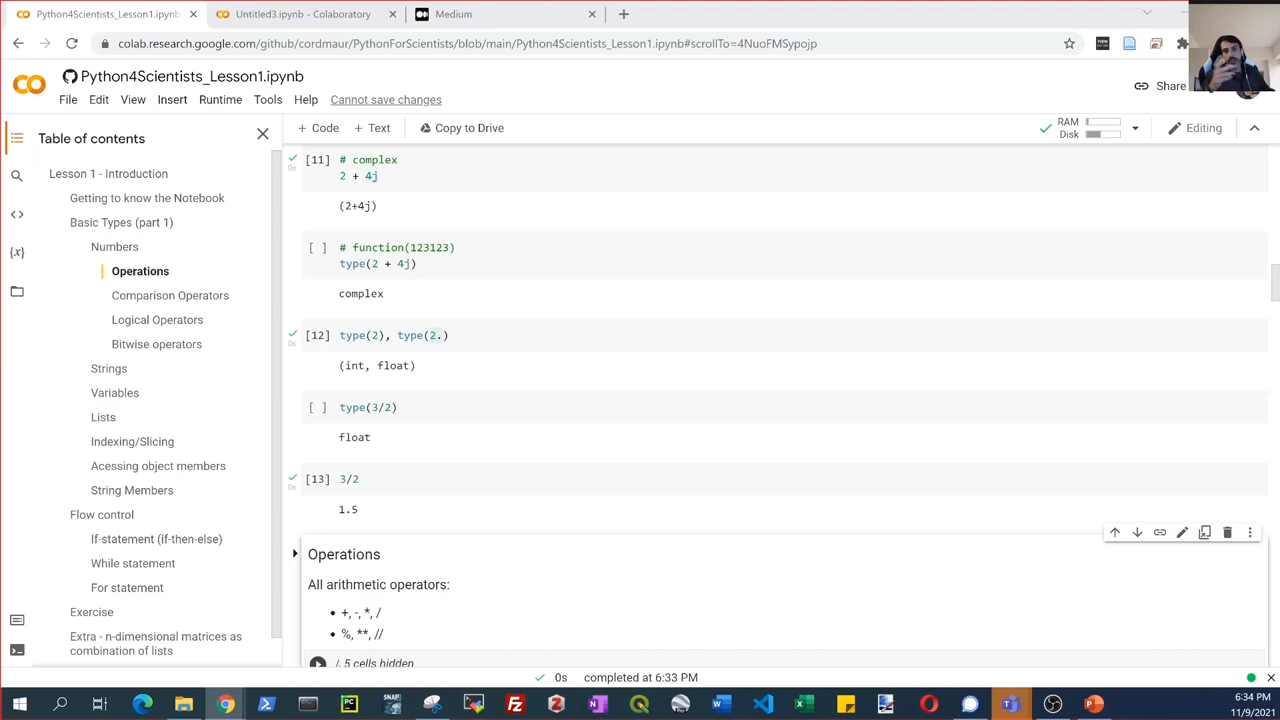 Python4Scientists_Lesson1.ipynb
Untitled3.ipynb - Colaboratory
Medium
colab.research.google.com/github/cordmaur/PythonForScientists/blob/main/Python4Scientists_Lesson1.ipynb#scrollTo=4NuoFMSypojp
Python4Scientists_Lesson1.ipynb
Share
File Edit View Insert Runtime Tools Help Cannot save changes
+ Code + Text Copy to Drive
RAM
Disk
Editing
Table of contents
Lesson 1 - Introduction
Getting to know the Notebook
Basic Types (part 1)
Numbers
Operations
Comparison Operators
Logical Operators
Bitwise operators
Strings
Variables
Lists
Indexing/Slicing
Acessing object members
String Members
Flow control
If-statement (if-then-else)
While statement
For statement
Exercise
Extra - n-dimensional matrices as
combination of lists
[11] # complex
0s
2 + 4j
(2+4j)
[ ] # function(123123)
type(2 + 4j)
complex
[12] type(2), type(2.)
0s
(int, float)
[ ] type(3/2)
float
[13] 3/2
0s
1.5
Operations
All arithmetic operators:
• +, -, *, /
• %, **, //
5 cells hidden
0s completed at 6:33 PM
6:34 PM
11/9/2021